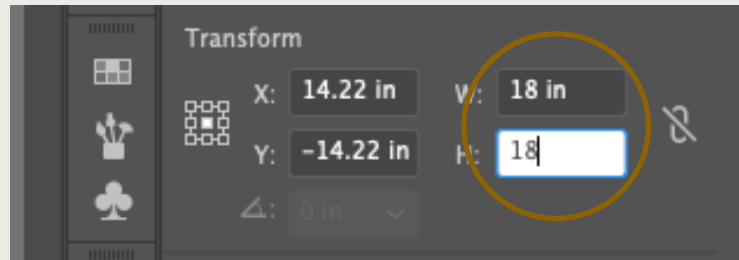 Transform
X: 14.22 in W: 18 in
Y: -14.22 in H: 18
0 in